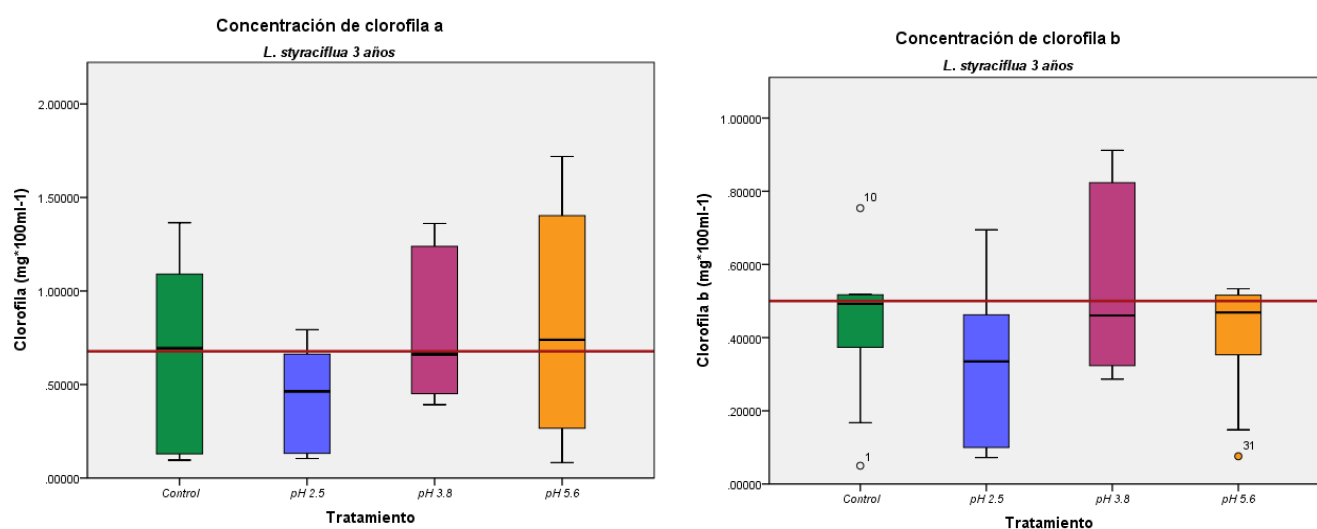 Concentración de clorofila a
L. styraciflua 3 años
2.00000
1.50000
1.00000
.50000
.00000
Clorofila (mg*100ml-1)
Control
pH 2.5
pH 3.8
pH 5.6
Tratamiento
Concentración de clorofila b
L. styraciflua 3 años
1.00000
.80000
.60000
.40000
.20000
.00000
Clorofila b (mg*100ml-1)
10
1
31
Control
pH 2.5
pH 3.8
pH 5.6
Tratamiento